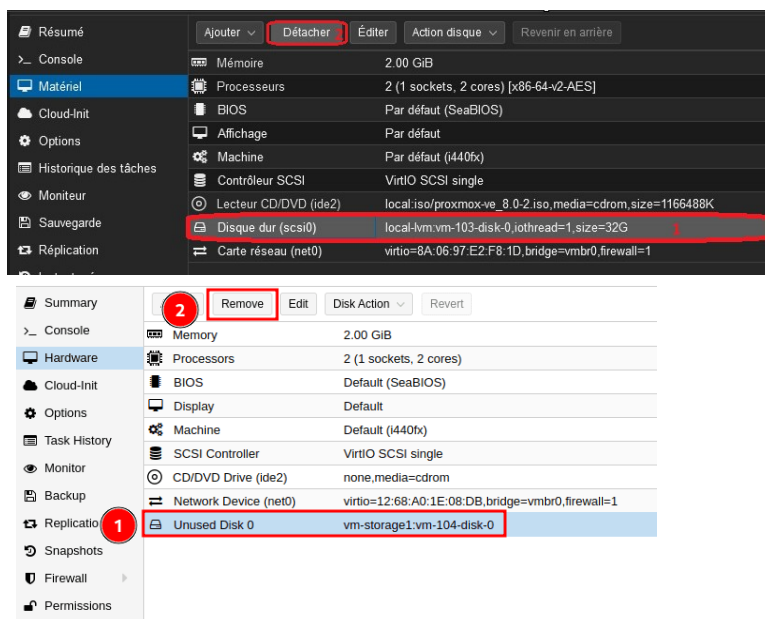 Résumé
Ajouter Détacher Éditer Action disque Revenir en arrière
Console
Mémoire 2.00 GiB
Matériel
Processeurs 2 (1 sockets, 2 cores) [x86-64-v2-AES]
Cloud-Init
BIOS Par défaut (SeaBIOS)
Options
Affichage Par défaut
Historique des tâches
Machine Par défaut (i440fx)
Contrôleur SCSI VirtIO SCSI single
Moniteur
Lecteur CD/DVD (ide2) local:iso/proxmox-ve_8.0-2.iso,media=cdrom,size=1166488K
Sauvegarde
Disque dur (scsi0) local-lvm:vm-103-disk-0,iothread=1,size=32G 1
Réplication
Carte réseau (net0) virtio=8A:06:97:E2:F8:1D,bridge=vmbr0,firewall=1
Summary
2 Remove Edit Disk Action Revert
Console
Memory 2.00 GiB
Hardware
Processors 2 (1 sockets, 2 cores)
Cloud-Init
BIOS Default (SeaBIOS)
Options
Display Default
Task History
Machine Default (i440fx)
SCSI Controller VirtIO SCSI single
Monitor
CD/DVD Drive (ide2) none,media=cdrom
Backup
Network Device (net0) virtio=12:68:A0:1E:08:DB,bridge=vmbr0,firewall=1
Replicatio 1
Unused Disk 0 vm-storage1:vm-104-disk-0
Snapshots
Firewall
Permissions